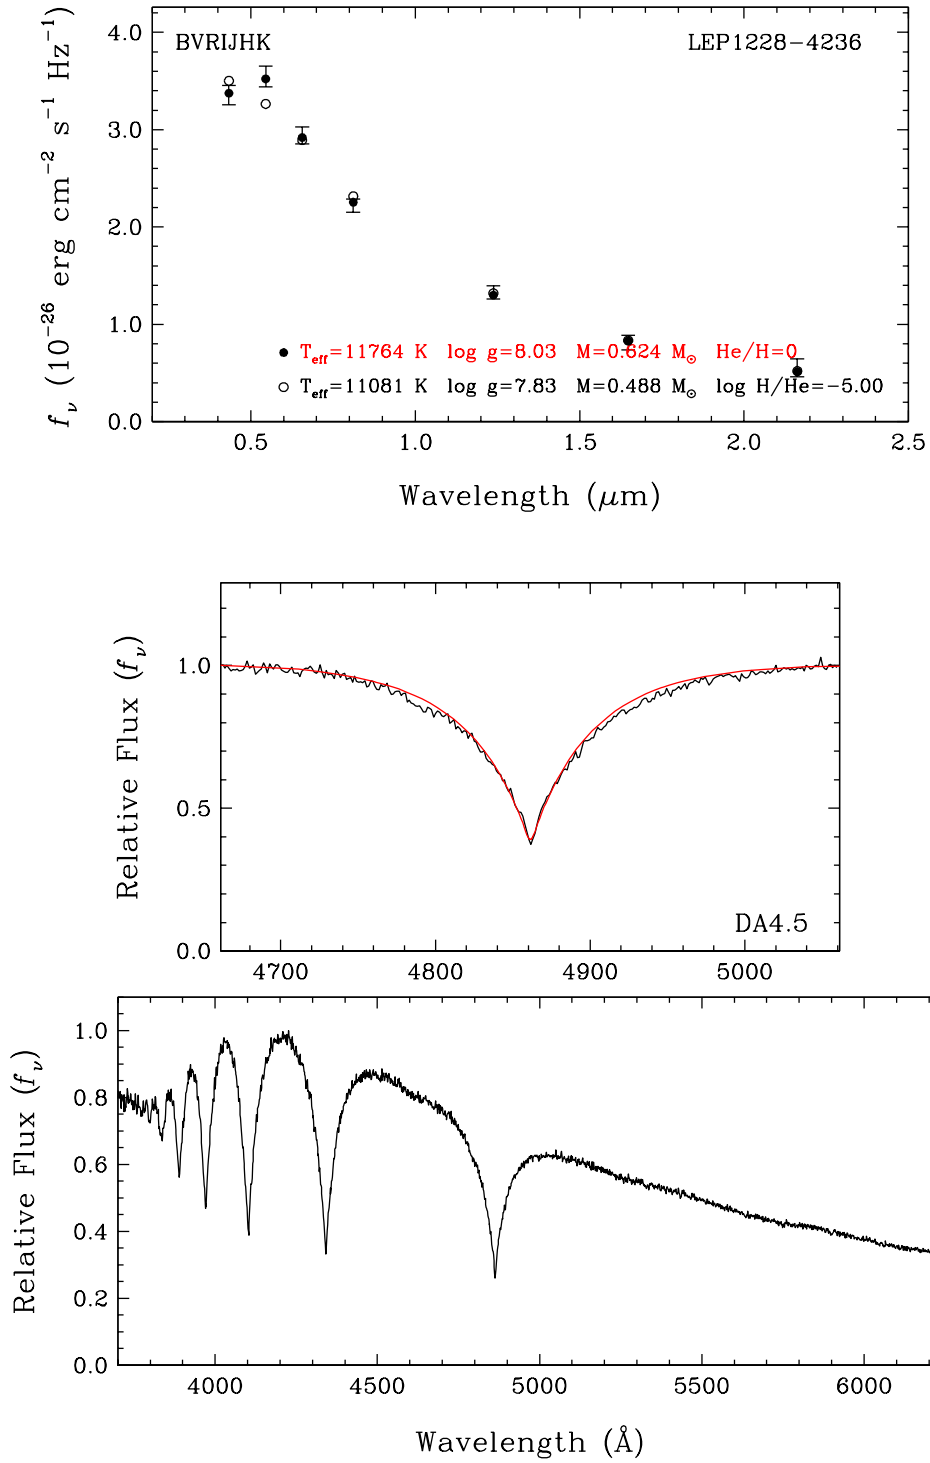 BVRIJHK LEP1228−4236
4.0
3.0
2.0
1.0
0.0
f_ν (10^−26 erg cm^−2 s^−1 Hz^−1)
T_eff=11764 K log g=8.03 M=0.624 M_⊙ He/H=0
T_eff=11081 K log g=7.83 M=0.488 M_⊙ log H/He=−5.00
0.5 1.0 1.5 2.0 2.5
Wavelength (μm)
1.0
0.5
0.0
Relative Flux (f_ν)
DA4.5
4700 4800 4900 5000
1.0
0.8
0.6
0.4
0.2
0.0
Relative Flux (f_ν)
4000 4500 5000 5500 6000
Wavelength (Å)